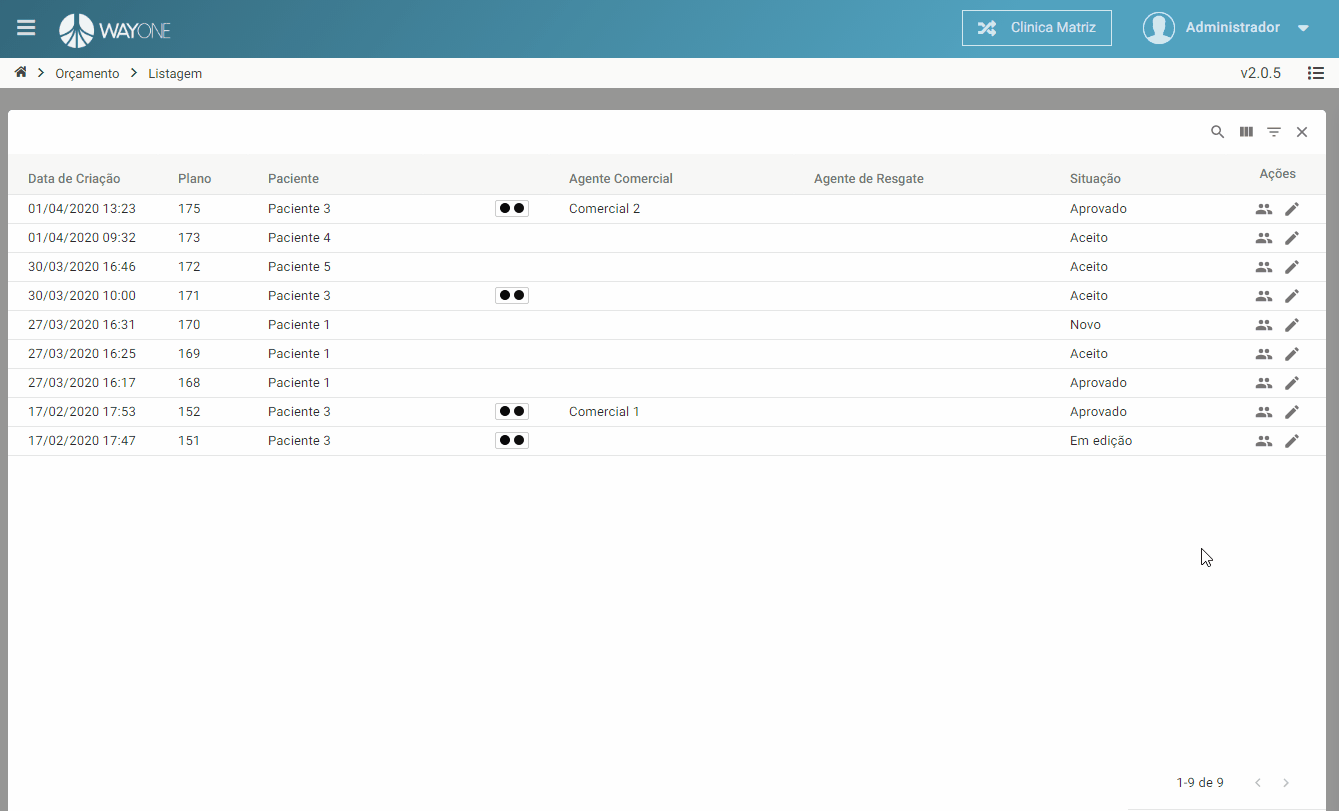 WAYONE
Clinica Matriz
Administrador
Orçamento
Listagem
v2.0.5
Data de Criação Plano Paciente Agente Comercial Agente de Resgate Situação Ações
01/04/2020 13:23 175 Paciente 3 Comercial 2 Aprovado
01/04/2020 09:32 173 Paciente 4 Aceito
30/03/2020 16:46 172 Paciente 5 Aceito
30/03/2020 10:00 171 Paciente 3 Aceito
27/03/2020 16:31 170 Paciente 1 Novo
27/03/2020 16:25 169 Paciente 1 Aceito
27/03/2020 16:17 168 Paciente 1 Aprovado
17/02/2020 17:53 152 Paciente 3 Comercial 1 Aprovado
17/02/2020 17:47 151 Paciente 3 Em edição
1-9 de 9